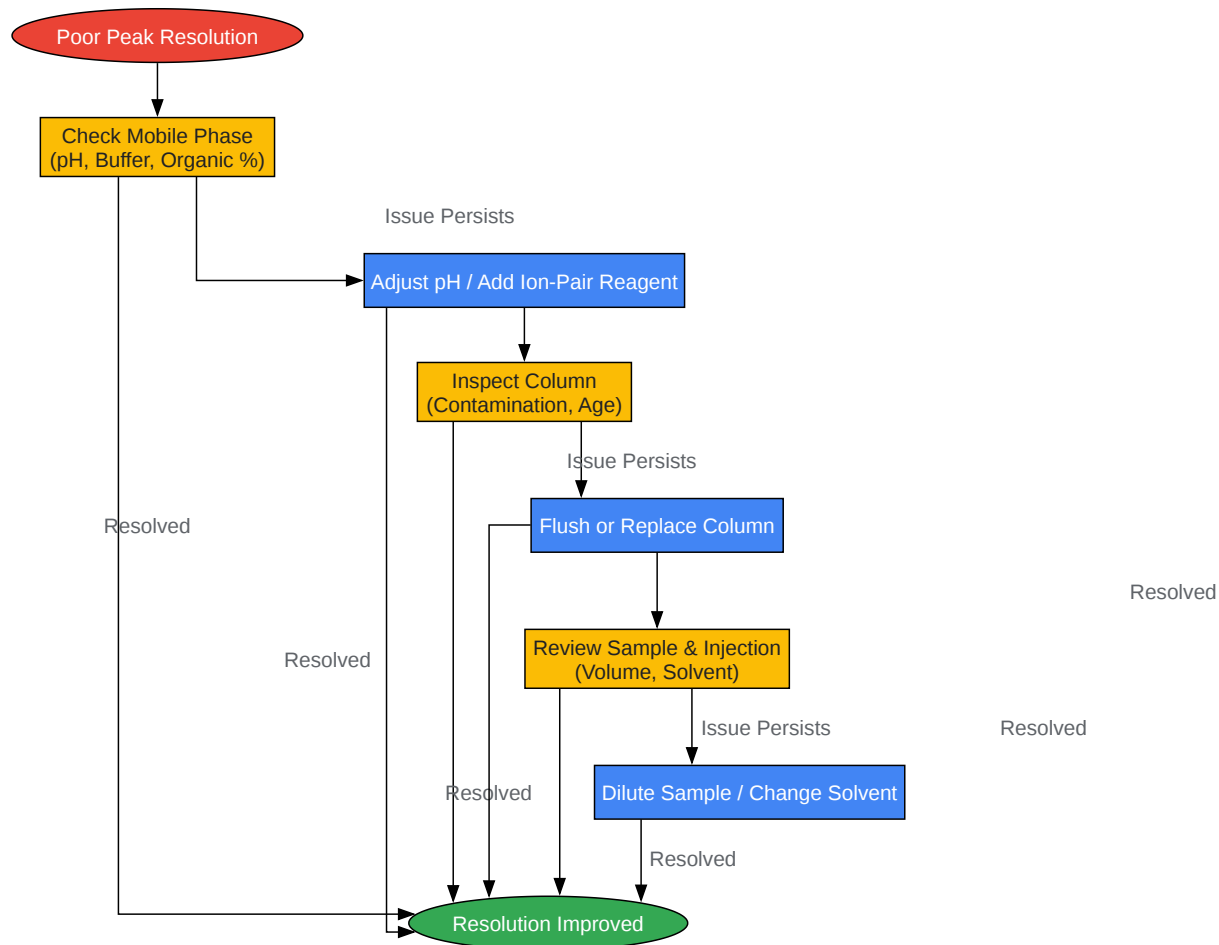 Poor Peak Resolution
Check Mobile Phase
(pH, Buffer, Organic %)
Issue Persists
Adjust pH / Add Ion-Pair Reagent
Inspect Column
(Contamination, Age)
Issue Persists
Resolved
Flush or Replace Column
Resolved
Review Sample & Injection
(Volume, Solvent)
Resolved
Issue Persists
Resolved
Resolved
Dilute Sample / Change Solvent
Resolved
Resolution Improved